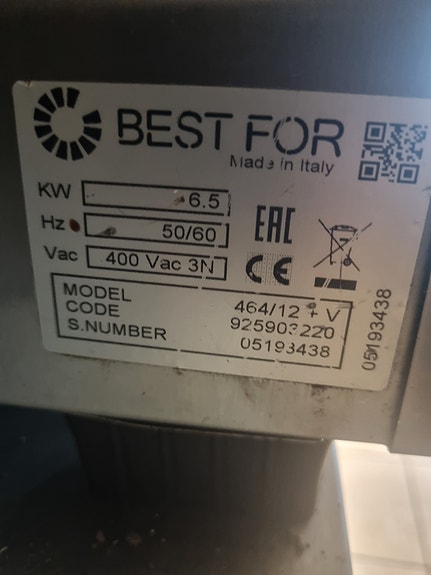 BEST FOR
Made in Italy
KW 6.5
Hz 50/60
Vac 400 Vac 3N
EAC
CE
MODEL 464/12 + V
CODE 925903220
S.NUMBER 05193438
05193438